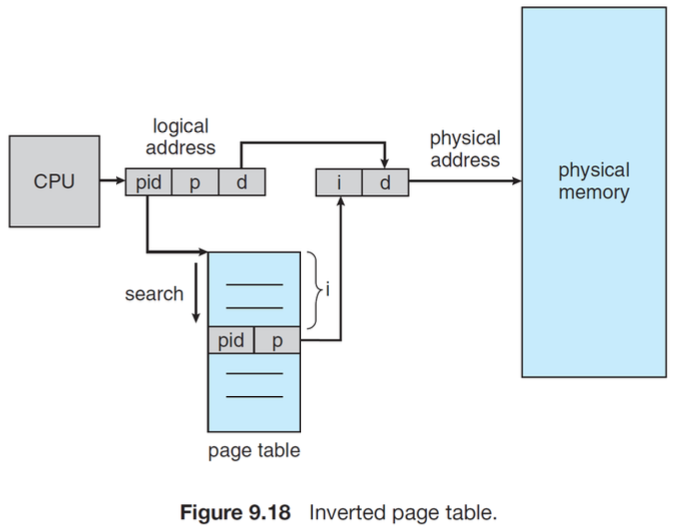 logical
address
physical
address
CPU
pid p d
i d
physical
memory
search
i
pid p
page table
Figure 9.18 Inverted page table.